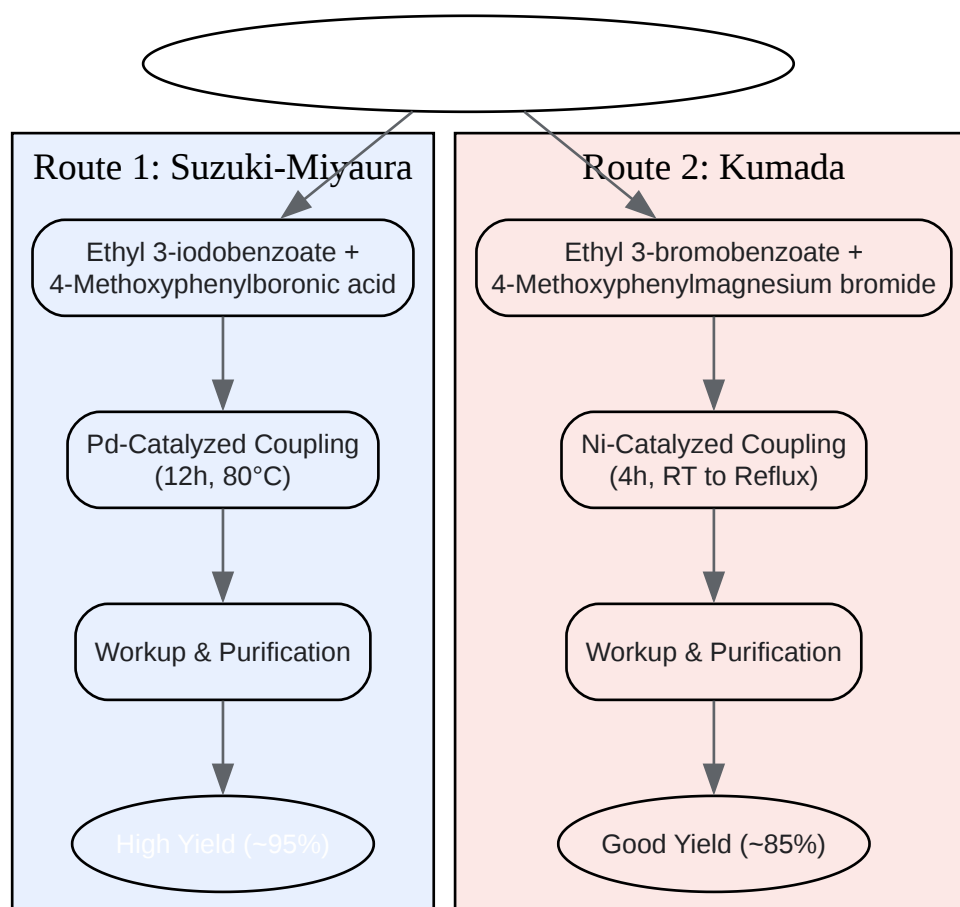 Route 1: Suzuki-Miyaura
Ethyl 3-iodobenzoate +
4-Methoxyphenylboronic acid
Pd-Catalyzed Coupling
(12h, 80°C)
Workup & Purification
High Yield (~95%)
Route 2: Kumada
Ethyl 3-bromobenzoate +
4-Methoxyphenylmagnesium bromide
Ni-Catalyzed Coupling
(4h, RT to Reflux)
Workup & Purification
Good Yield (~85%)